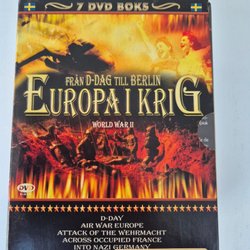 7 DVD BOKS
FRÅN D-DAG TILL BERLIN
EUROPA I KRIG
WORLD WAR II
DVD
D-DAY
AIR WAR EUROPE
ATTACK OF THE WEHRMACHT
ACROSS OCCUPIED FRANCE
INTO NAZI GERMANY